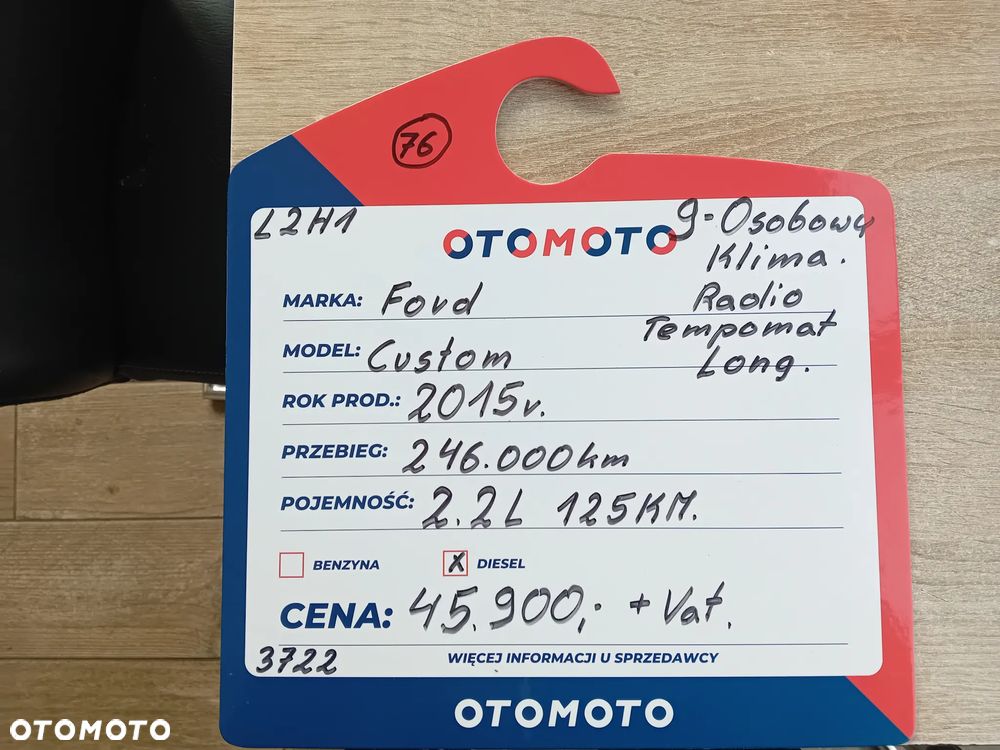 76
L2H1
OTOMOTO
9-Osobowy
Klima.
MARKA: Ford
Radio
Tempomat
MODEL: Custom
Long.
ROK PROD.: 2015r.
PRZEBIEG: 246.000km
POJEMNOŚĆ: 2.2L 125KM.
BENZYNA X DIESEL
CENA: 45.900,- + Vat.
3722
WIĘCEJ INFORMACJI U SPRZEDAWCY
OTOMOTO
OTOMOTO